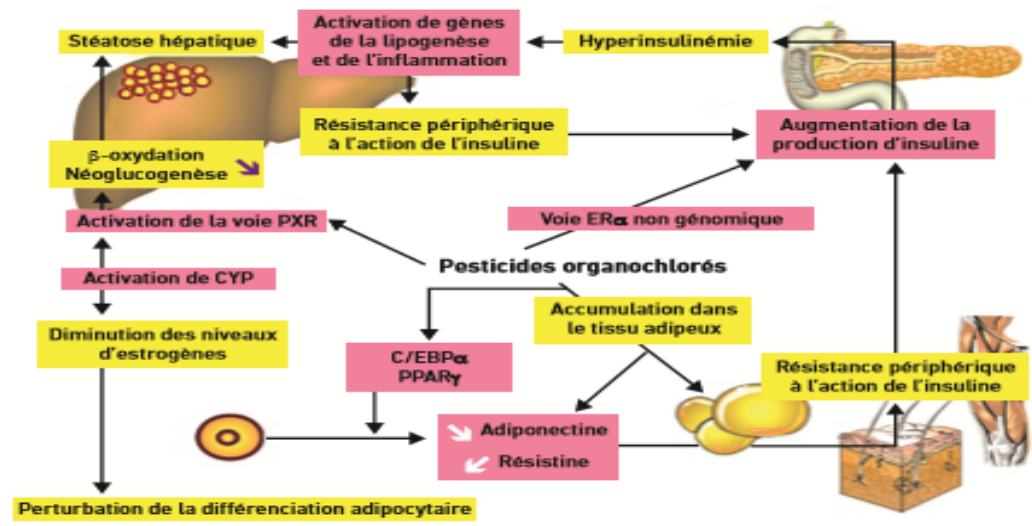 Stéatose hépatique
Activation de gènes
de la lipogenèse
et de l'inflammation
Hyperinsulinémie
Résistance périphérique
à l'action de l'insuline
Augmentation de la
production d'insuline
β-oxydation
Néoglucogenèse
Activation de la voie PXR
Voie ERα non génomique
Pesticides organochlorés
Activation de CYP
Accumulation dans
le tissu adipeux
Diminution des niveaux
d'estrogènes
C/EBPα
PPARγ
Résistance périphérique
à l'action de l'insuline
Adiponectine
Résistine
Perturbation de la différenciation adipocytaire